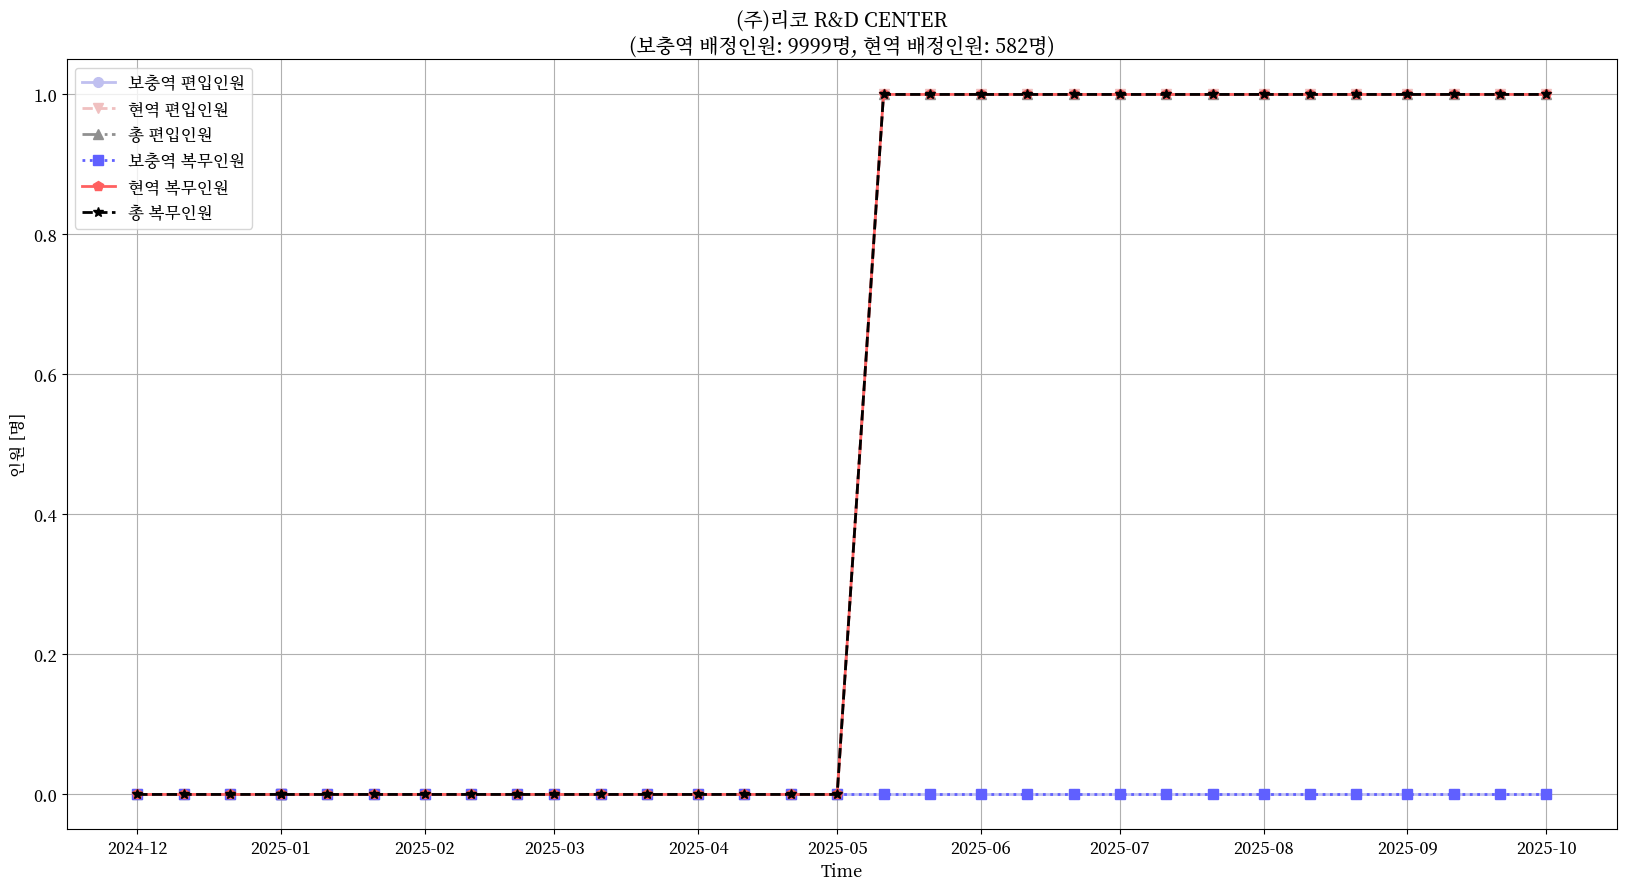 (주)리코 R&D CENTER
(보충역 배정인원: 9999명, 현역 배정인원: 582명)
보충역 편입인원
현역 편입인원
총 편입인원
보충역 복무인원
현역 복무인원
총 복무인원
인원 [명]
1.0
0.8
0.6
0.4
0.2
0.0
2024-12 2025-01 2025-02 2025-03 2025-04 2025-05 2025-06 2025-07 2025-08 2025-09 2025-10
Time